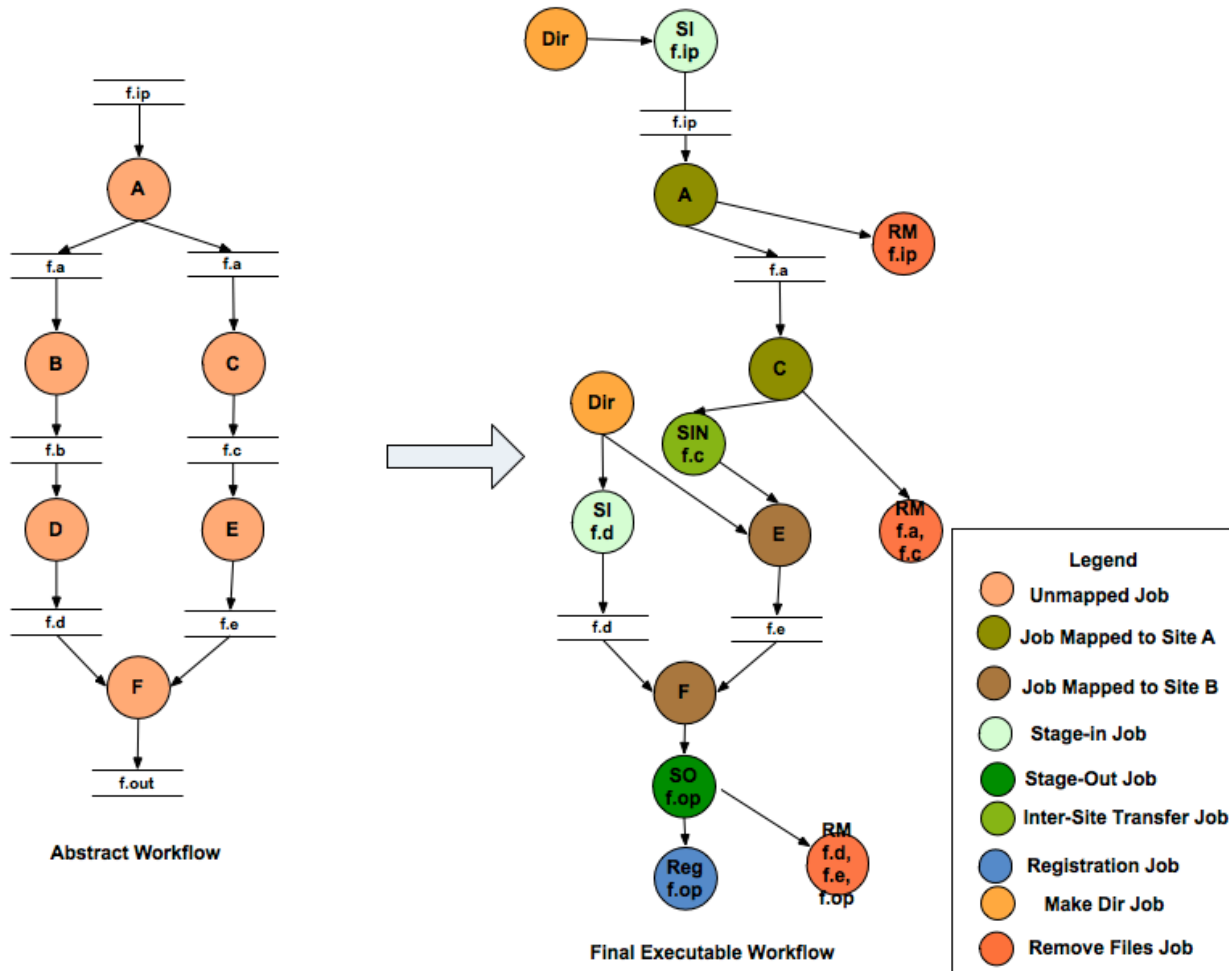 f.ip
A
f.a
f.a
B
C
f.b
f.c
D
E
f.d
f.e
F
f.out
Abstract Workflow
Dir
SI
f.ip
f.ip
A
RM
f.ip
f.a
C
Dir
SIN
f.c
SI
f.d
E
RM
f.a,
f.c
f.d
f.e
F
SO
f.op
Reg
f.op
RM
f.d,
f.e,
f.op
Final Executable Workflow
Legend
Unmapped Job
Job Mapped to Site A
Job Mapped to Site B
Stage-in Job
Stage-Out Job
Inter-Site Transfer Job
Registration Job
Make Dir Job
Remove Files Job